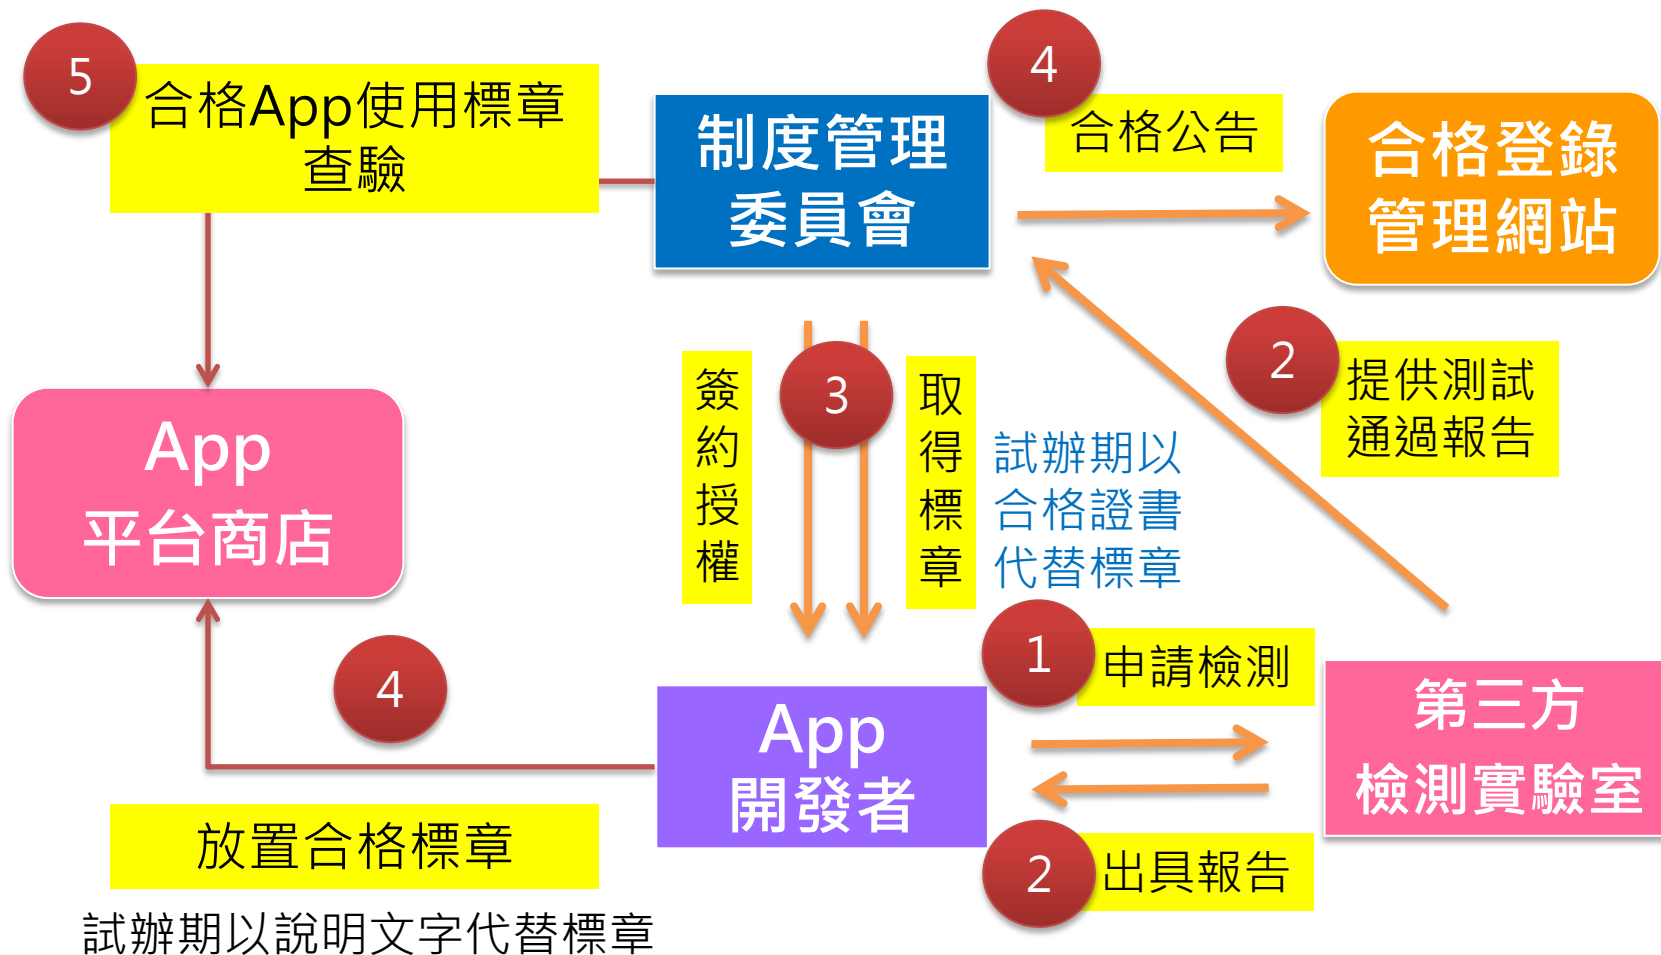 5
合格App使用標章
查驗
制度管理
委員會
4
合格公告
合格登錄
管理網站
App
平台商店
簽約授權
3
取得標章
試辦期以
合格證書
代替標章
2
提供測試
通過報告
4
放置合格標章
試辦期以說明文字代替標章
App
開發者
1
申請檢測
2
出具報告
第三方
檢測實驗室